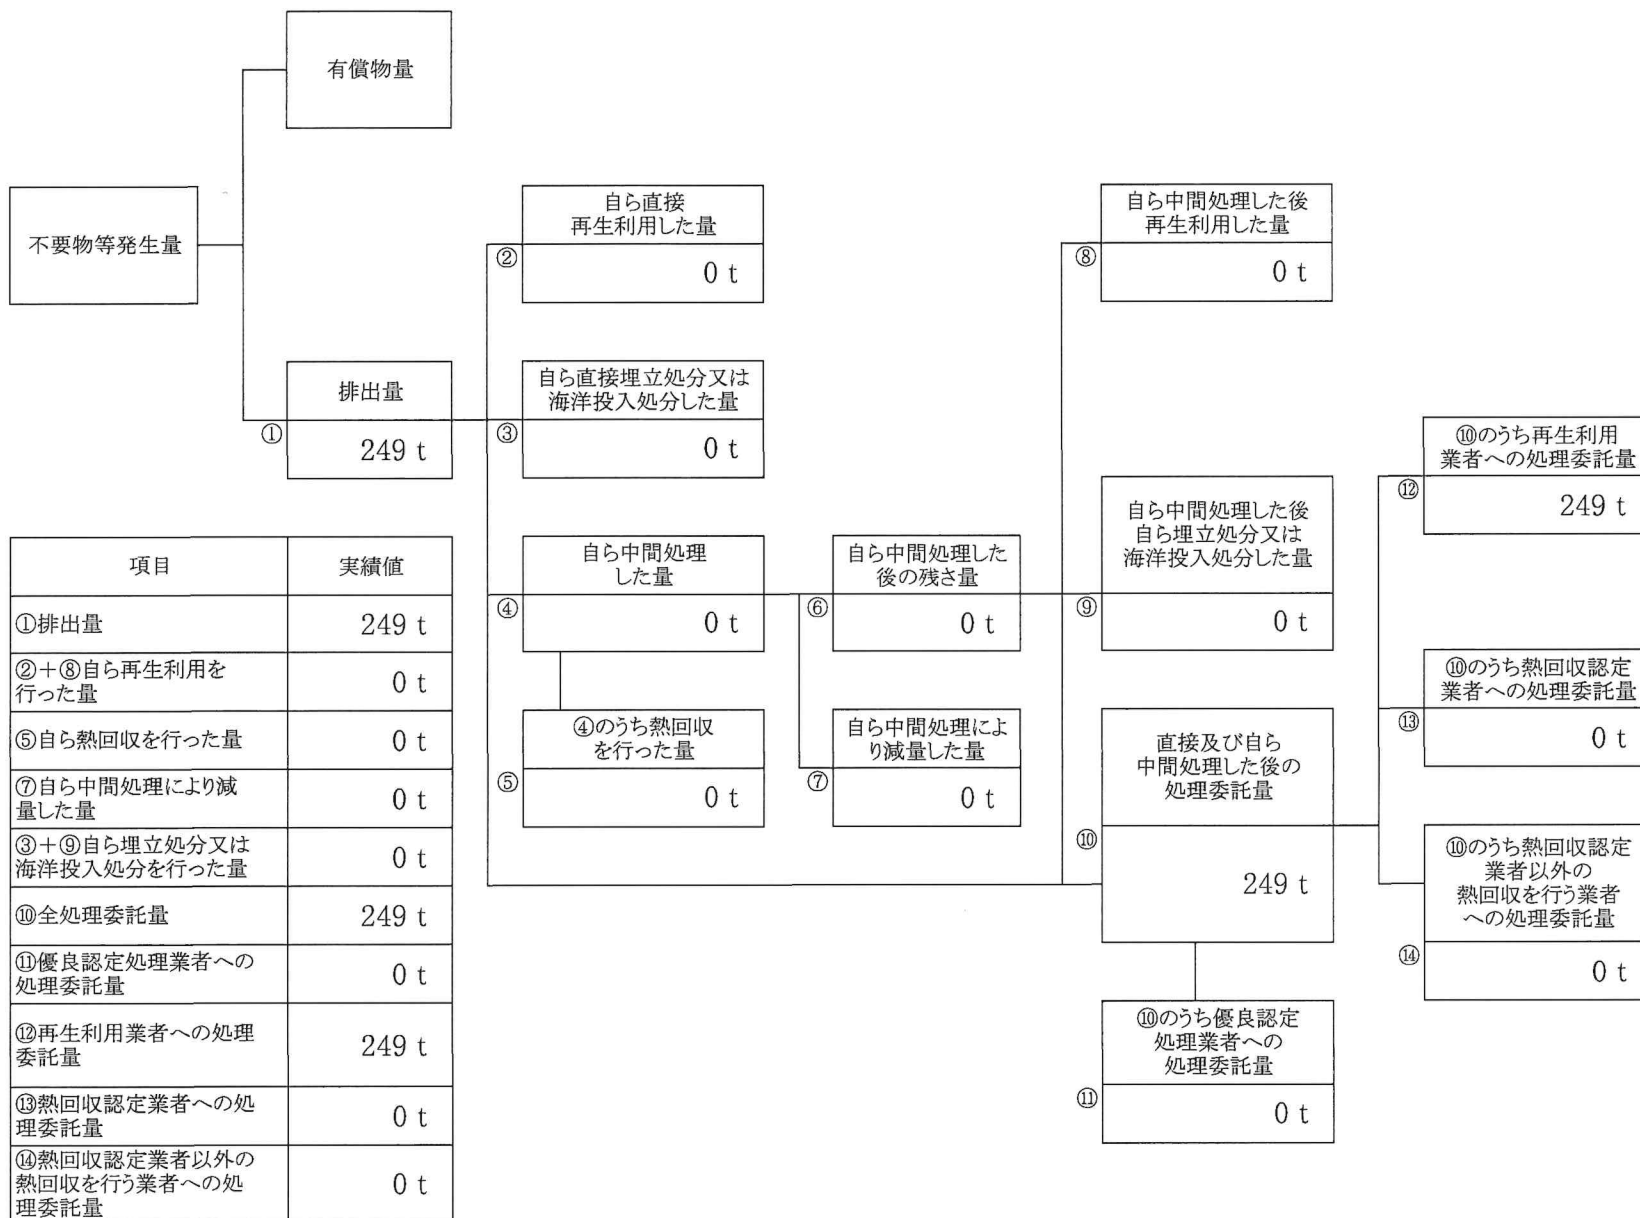 有償物量
不要物等発生量
排出量
①
249 t
自ら直接
再生利用した量
②
0 t
自ら直接埋立処分又は
海洋投入処分した量
③
0 t
自ら中間処理
した量
④
0 t
④のうち熱回収
を行った量
⑤
0 t
自ら中間処理した
後の残さ量
⑥
0 t
自ら中間処理によ
り減量した量
⑦
0 t
自ら中間処理した後
再生利用した量
⑧
0 t
自ら中間処理した後
自ら埋立処分又は
海洋投入処分した量
⑨
0 t
直接及び自ら
中間処理した後の
処理委託量
⑩
249 t
⑩のうち優良認定
処理業者への
処理委託量
⑪
0 t
⑩のうち再生利用
業者への処理委託量
⑫
249 t
⑩のうち熱回収認定
業者への処理委託量
⑬
0 t
⑩のうち熱回収認定
業者以外の
熱回収を行う業者
への処理委託量
⑭
0 t
項目 実績値
①排出量 249 t
②+⑧自ら再生利用を
行った量 0 t
⑤自ら熱回収を行った量 0 t
⑦自ら中間処理により減
量した量 0 t
③+⑨自ら埋立処分又は
海洋投入処分を行った量 0 t
⑩全処理委託量 249 t
⑪優良認定処理業者への
処理委託量 0 t
⑫再生利用業者への処理
委託量 249 t
⑬熱回収認定業者への処
理委託量 0 t
⑭熱回収認定業者以外の
熱回収を行う業者への処
理委託量 0 t